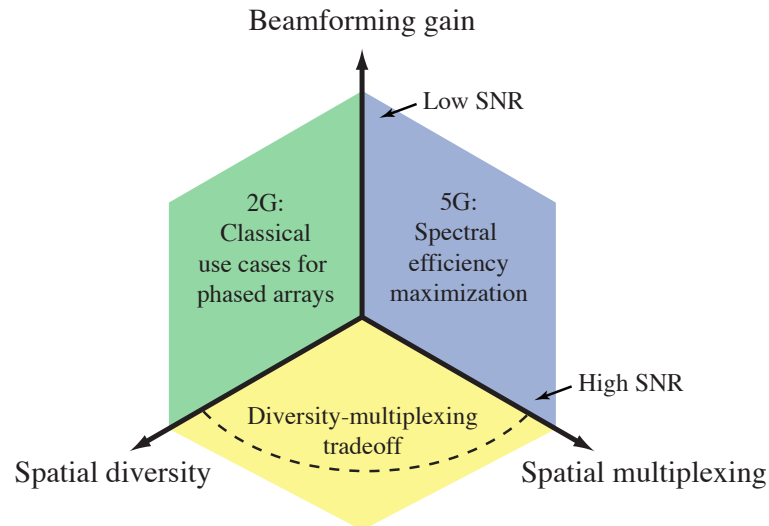 Beamforming gain
Low SNR
2G:
Classical
use cases for
phased arrays
5G:
Spectral
efficiency
maximization
High SNR
Diversity-multiplexing
tradeoff
Spatial diversity
Spatial multiplexing